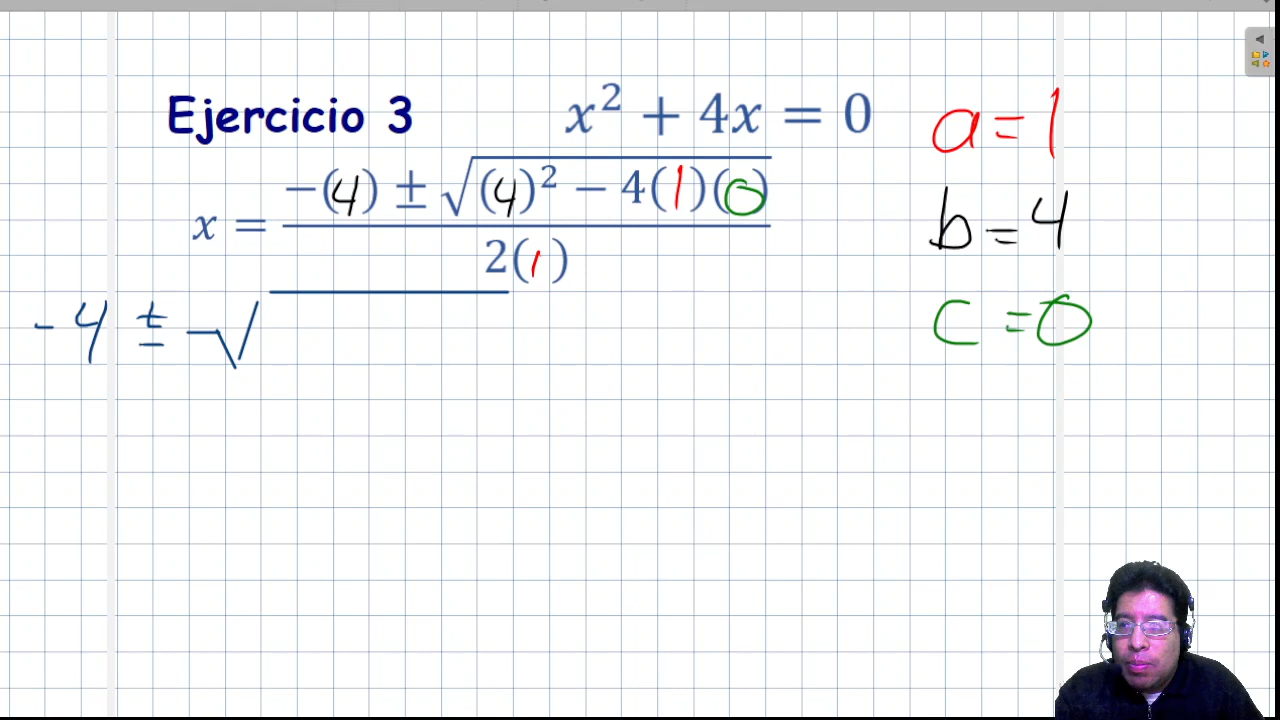 Ejercicio 3 x² + 4x = 0
a = 1
x = (-(4) ± √((4)² − 4(1)(0))) / 2(1)
b = 4
-4 ± √
c = 0